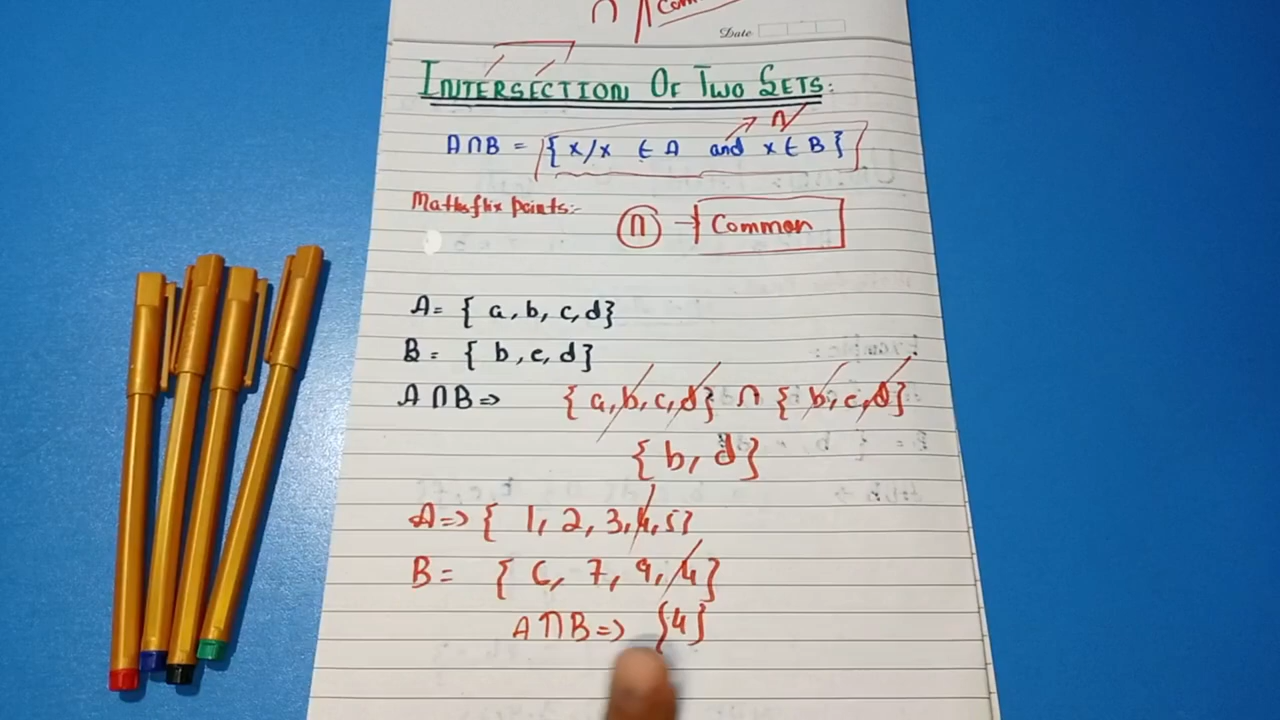 ∩
Date
INTERSECTION OF TWO SETS:
A∩B = { x/x ∈ A and x ∈ B }
∩
Mathsflix points:-
∩ → Common
A = { a, b, c, d}
B = { b, e, d}
A∩B => { a, b, c, d} ∩ { b, e, d}
{ b, d}
A => { 1, 2, 3, 4, 5}
B = { 6, 7, 9, 4}
A∩B => {4}